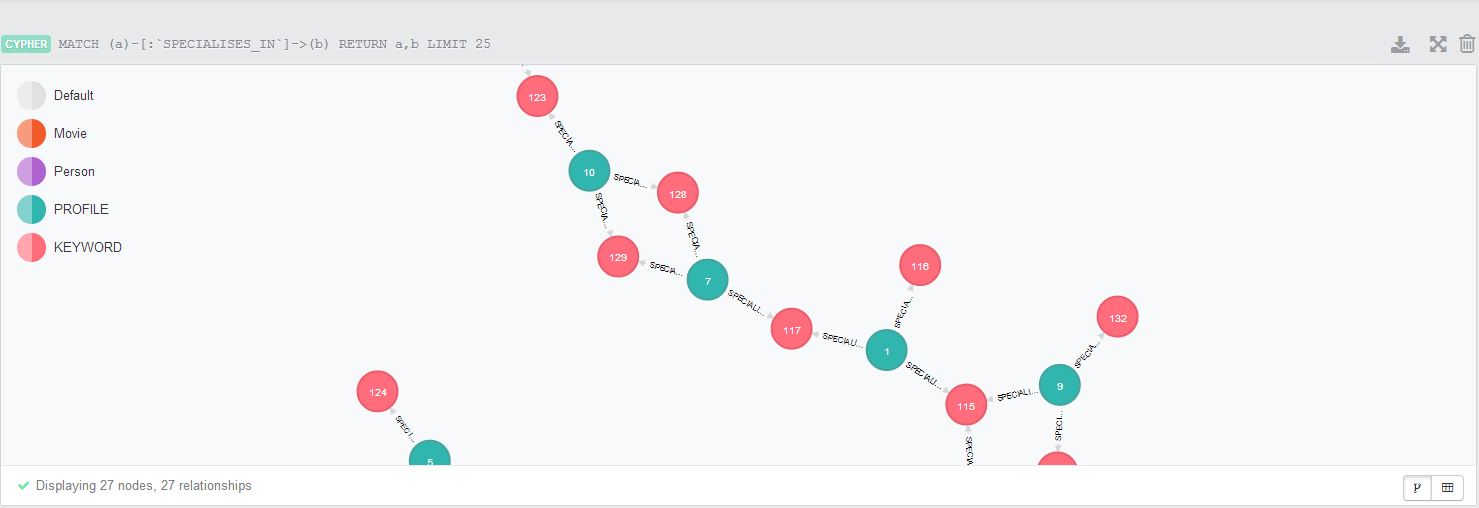 CYPHER MATCH (a)-[:`SPECIALISES_IN`]->(b) RETURN a,b LIMIT 25
Default
Movie
Person
PROFILE
KEYWORD
123
SPECIA...
10
SPECIA...
128
SPECIA...
SPECIA...
129
SPECIA...
7
SPECIALI...
117
SPECIALI...
1
SPECIA...
116
SPECIALI...
115
SPECIALI...
9
SPECIA...
132
SPECI...
SPECIA
124
SPECI...
5
Displaying 27 nodes, 27 relationships